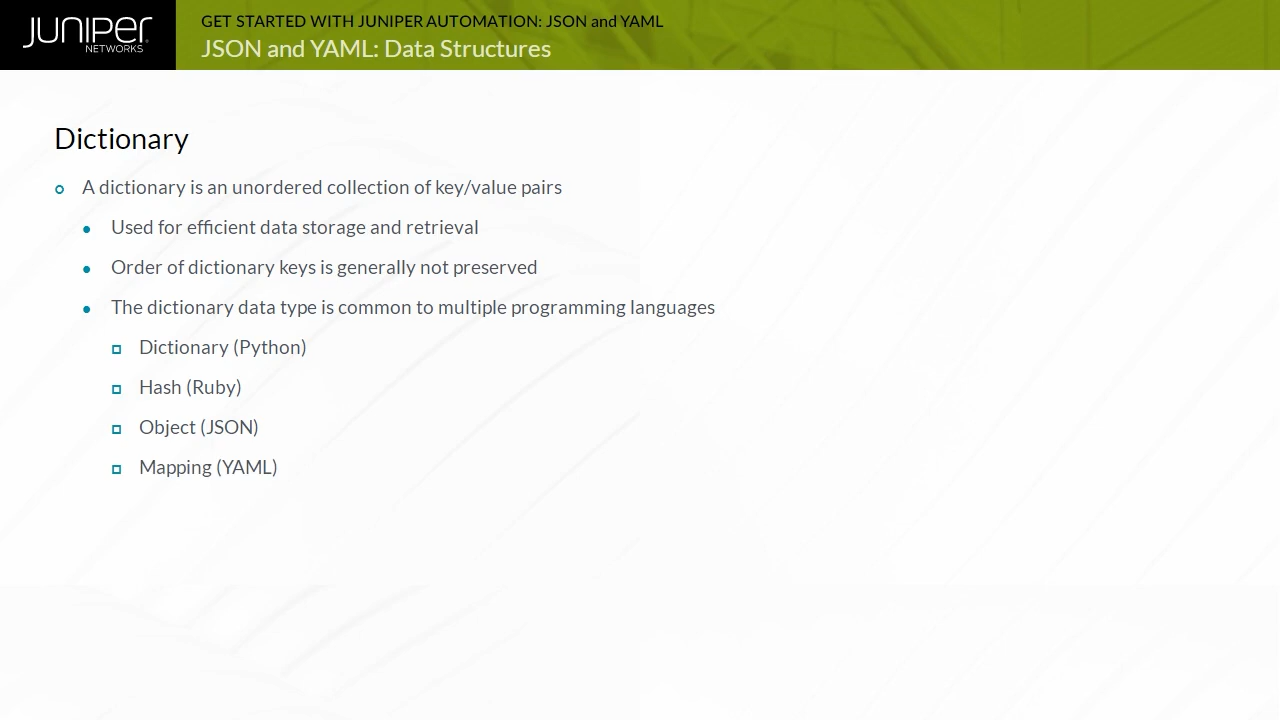 JUNIPER
NETWORKS
GET STARTED WITH JUNIPER AUTOMATION: JSON and YAML
JSON and YAML: Data Structures
Dictionary
A dictionary is an unordered collection of key/value pairs
Used for efficient data storage and retrieval
Order of dictionary keys is generally not preserved
The dictionary data type is common to multiple programming languages
Dictionary (Python)
Hash (Ruby)
Object (JSON)
Mapping (YAML)